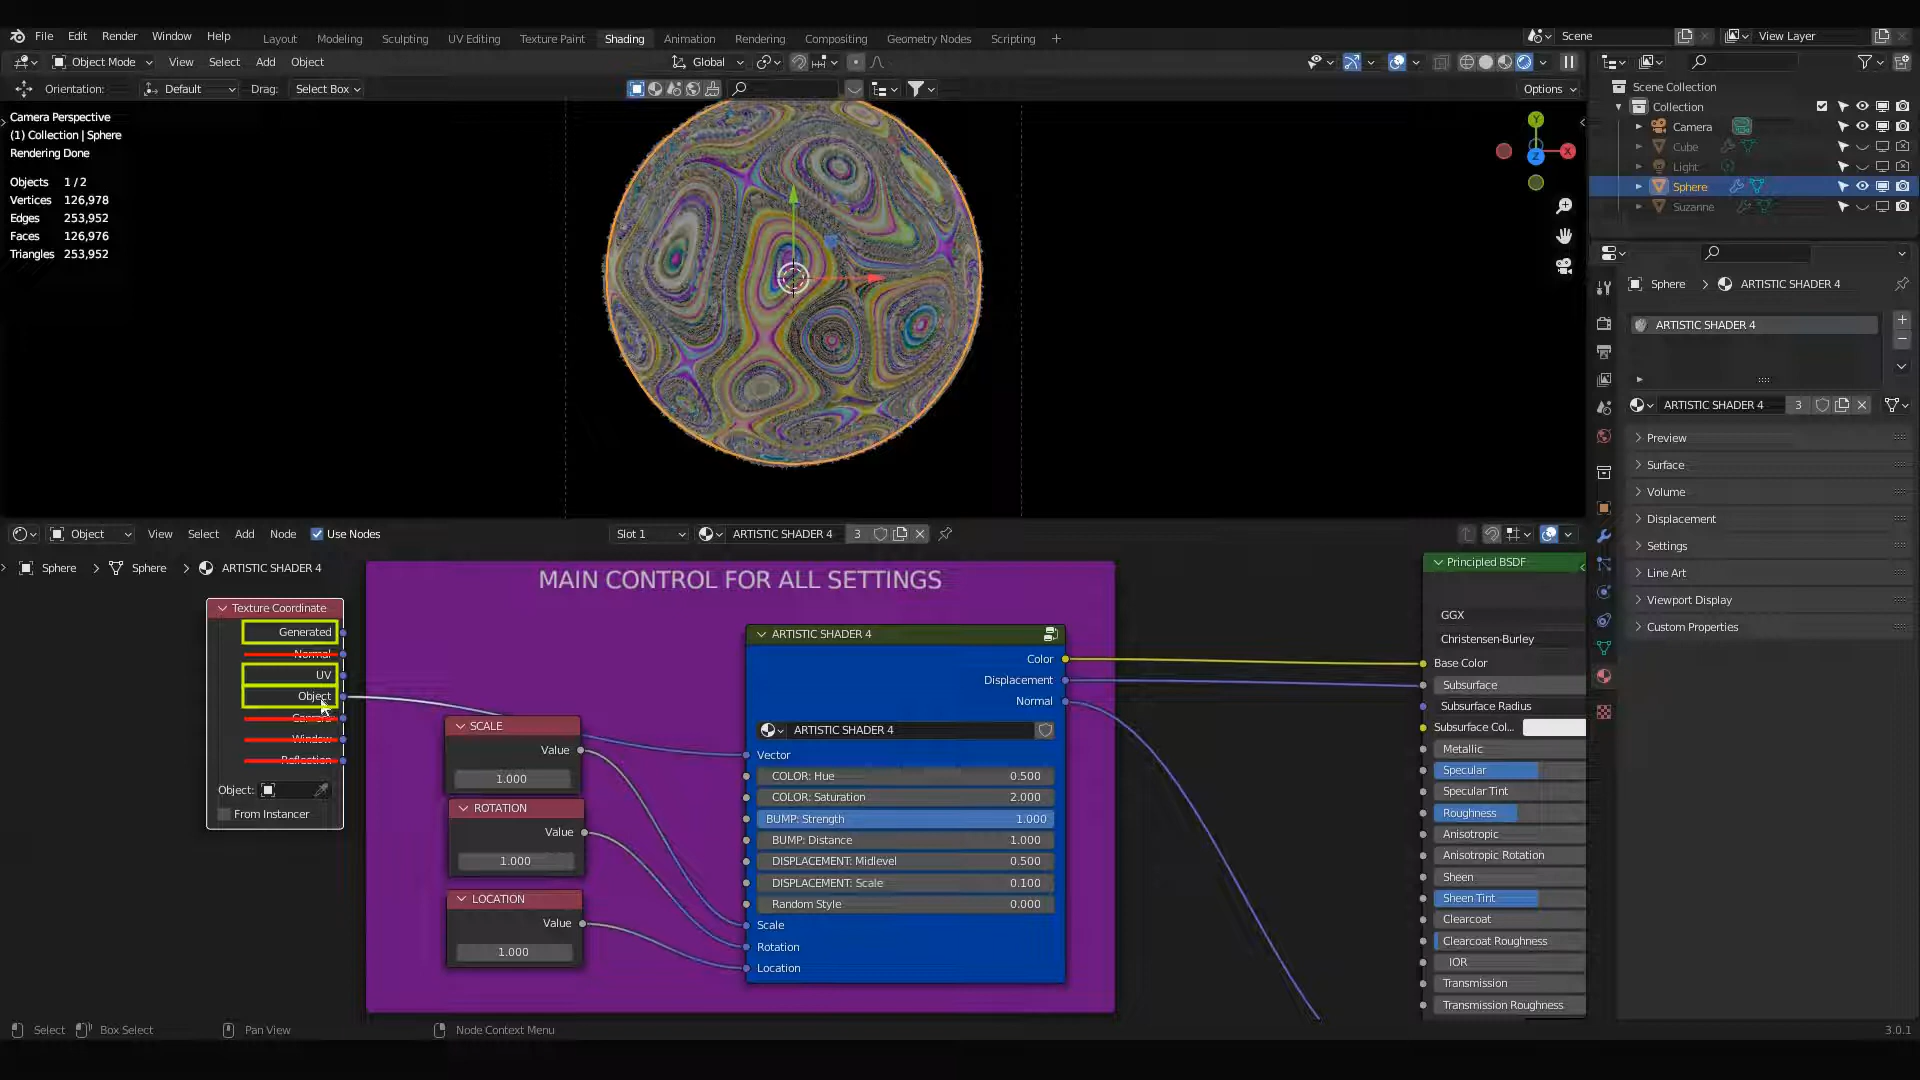 File Edit Render Window Help
Layout Modeling Sculpting UV Editing Texture Paint Shading Animation Rendering Compositing Geometry Nodes Scripting +
Scene
View Layer
Object Mode View Select Add Object
Global
Orientation: Default Drag: Select Box
Options
Camera Perspective
(1) Collection | Sphere
Rendering Done
Objects 1 / 2
Vertices 126,978
Edges 253,952
Faces 126,976
Triangles 253,952
Y
X
Z
Scene Collection
Collection
Camera
Cube
Light
Sphere
Suzanne
Sphere > ARTISTIC SHADER 4
ARTISTIC SHADER 4
ARTISTIC SHADER 4 3
Preview
Surface
Volume
Displacement
Settings
Line Art
Viewport Display
Custom Properties
Object View Select Add Node Use Nodes
Slot 1
ARTISTIC SHADER 4 3
Sphere > Sphere > ARTISTIC SHADER 4
Texture Coordinate
Generated
Normal
UV
Object
Camera
Window
Reflection
Object:
From Instancer
MAIN CONTROL FOR ALL SETTINGS
SCALE
Value
1.000
ROTATION
Value
1.000
LOCATION
Value
1.000
ARTISTIC SHADER 4
Color
Displacement
Normal
ARTISTIC SHADER 4
Vector
COLOR: Hue 0.500
COLOR: Saturation 2.000
BUMP: Strength 1.000
BUMP: Distance 1.000
DISPLACEMENT: Midlevel 0.500
DISPLACEMENT: Scale 0.100
Random Style 0.000
Scale
Rotation
Location
Principled BSDF
GGX
Christensen-Burley
Base Color
Subsurface
Subsurface Radius
Subsurface Col...
Metallic
Specular
Specular Tint
Roughness
Anisotropic
Anisotropic Rotation
Sheen
Sheen Tint
Clearcoat
Clearcoat Roughness
IOR
Transmission
Transmission Roughness
Select Box Select Pan View Node Context Menu
3.0.1